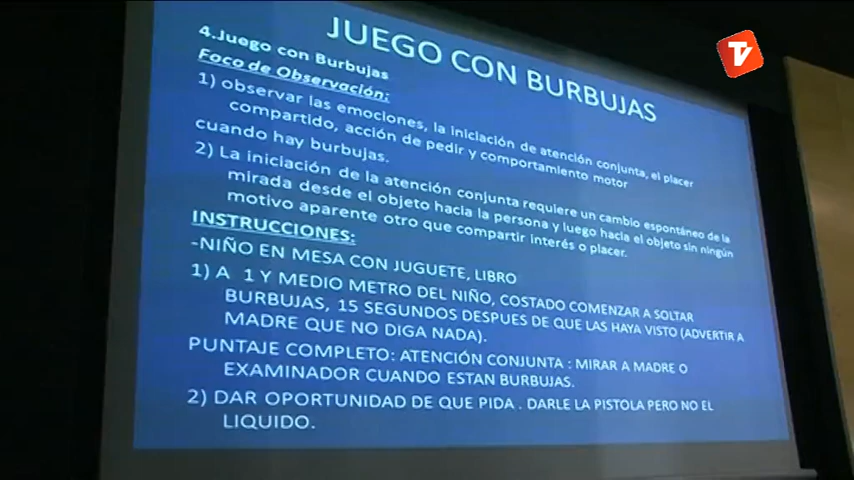 JUEGO CON BURBUJAS
4.Juego con Burbujas
Foco de Observación:
1) observar las emociones, la iniciación de atención conjunta, el placer
compartido, acción de pedir y comportamiento motor
cuando hay burbujas.
2) La iniciación de la atención conjunta requiere un cambio espontáneo de la
mirada desde el objeto hacia la persona y luego hacia el objeto sin ningún
motivo aparente otro que compartir interés o placer.
INSTRUCCIONES:
-NIÑO EN MESA CON JUGUETE, LIBRO
1) A 1 Y MEDIO METRO DEL NIÑO, COSTADO COMENZAR A SOLTAR
BURBUJAS, 15 SEGUNDOS DESPUES DE QUE LAS HAYA VISTO (ADVERTIR A
MADRE QUE NO DIGA NADA).
PUNTAJE COMPLETO: ATENCIÓN CONJUNTA : MIRAR A MADRE O
EXAMINADOR CUANDO ESTAN BURBUJAS.
2) DAR OPORTUNIDAD DE QUE PIDA . DARLE LA PISTOLA PERO NO EL
LIQUIDO.
TV